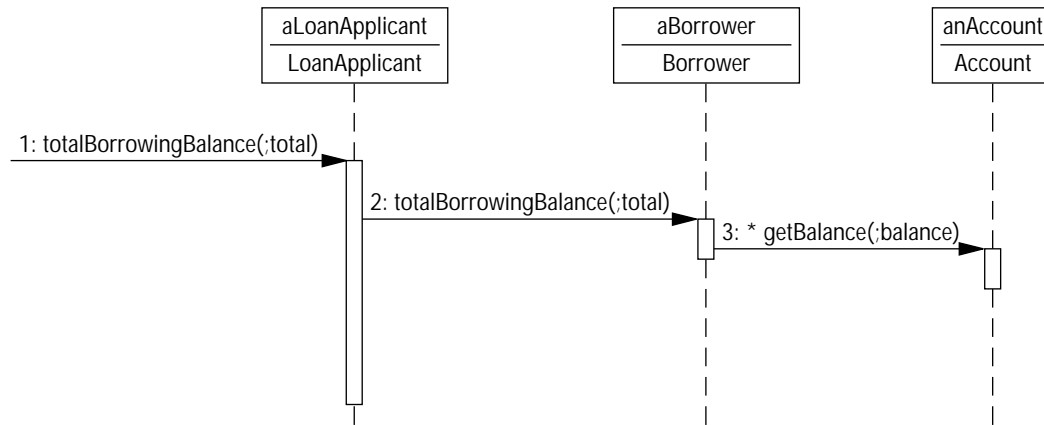 aLoanApplicant
LoanApplicant
aBorrower
Borrower
anAccount
Account
1: totalBorrowingBalance(;total)
2: totalBorrowingBalance(;total)
3: * getBalance(;balance)